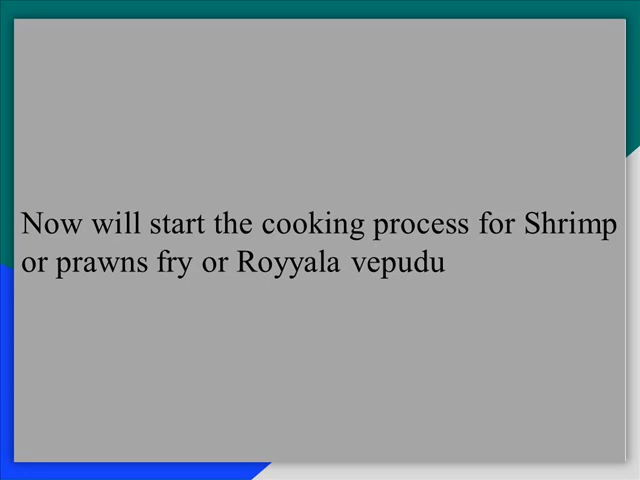 Now will start the cooking process for Shrimp
or prawns fry or Royyala vepudu